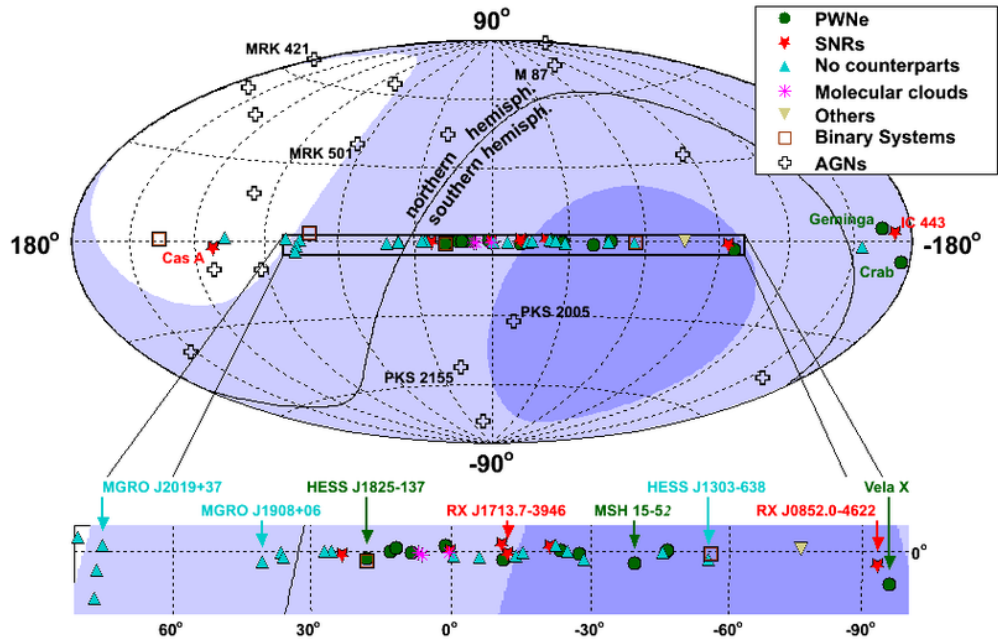 90°
PWNe
SNRs
No counterparts
Molecular clouds
Others
Binary Systems
AGNs
MRK 421
M 87
MRK 501
northern hemisph.
southern hemisph.
Geminga
IC 443
180°
-180°
Cas A
Crab
PKS 2005
PKS 2155
-90°
MGRO J2019+37
HESS J1825-137
HESS J1303-638
Vela X
MGRO J1908+06
RX J1713.7-3946
MSH 15-52
RX J0852.0-4622
0°
60°
30
0°
-30°
-60°
-90°